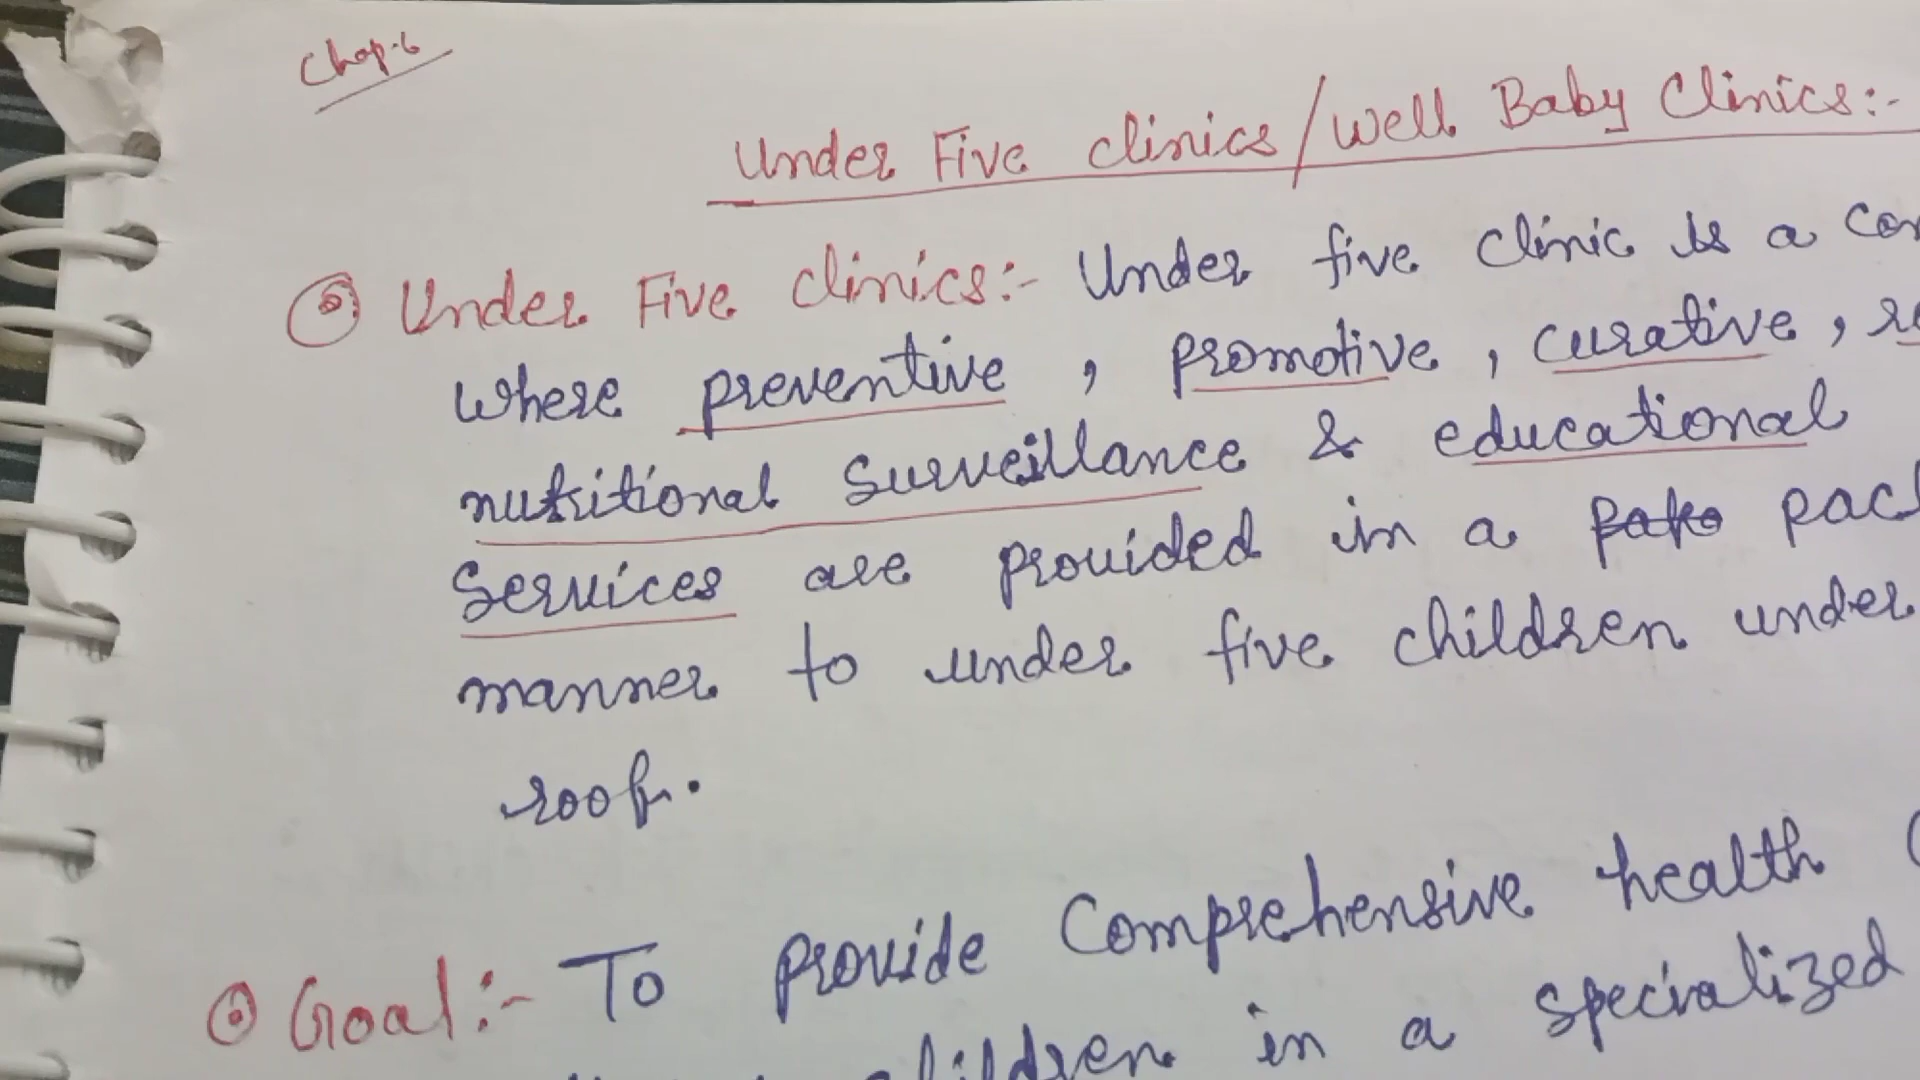 Chap.6
Under Five clinics/Well Baby Clinics:-
Under Five Clinics:- Under five Clinic is a
where preventive, promotive, curative,
nutritional Surveillance & educational
Services are provided in a
manner to under five children under
roof.
Goal:- To provide Comprehensive health
children in a specialized